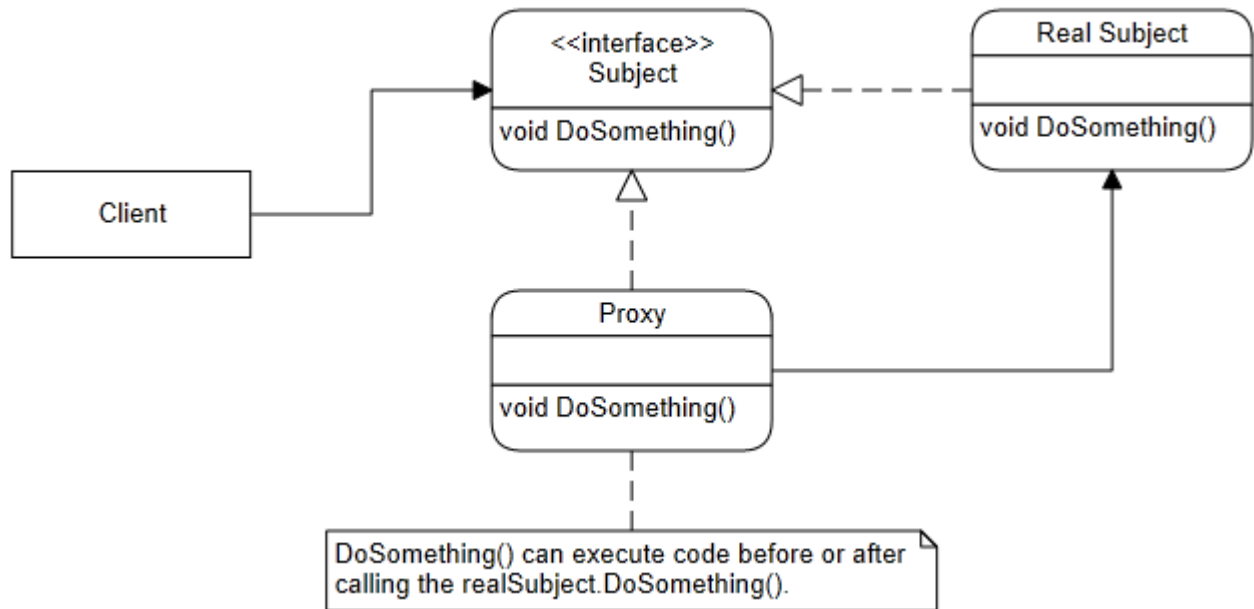 <<interface>>
Subject
void DoSomething()
Real Subject
void DoSomething()
Client
Proxy
void DoSomething()
DoSomething() can execute code before or after
calling the realSubject.DoSomething().